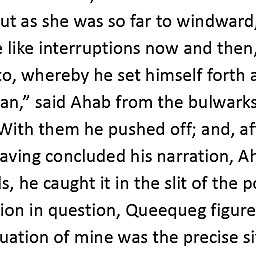 ut as she was so far to windward,
like interruptions now and then,
to, whereby he set himself forth a
an,” said Ahab from the bulwarks
With them he pushed off; and, af
aving concluded his narration, Ah
ls, he caught it in the slit of the po
ion in question, Queequeg figure
uation of mine was the precise si